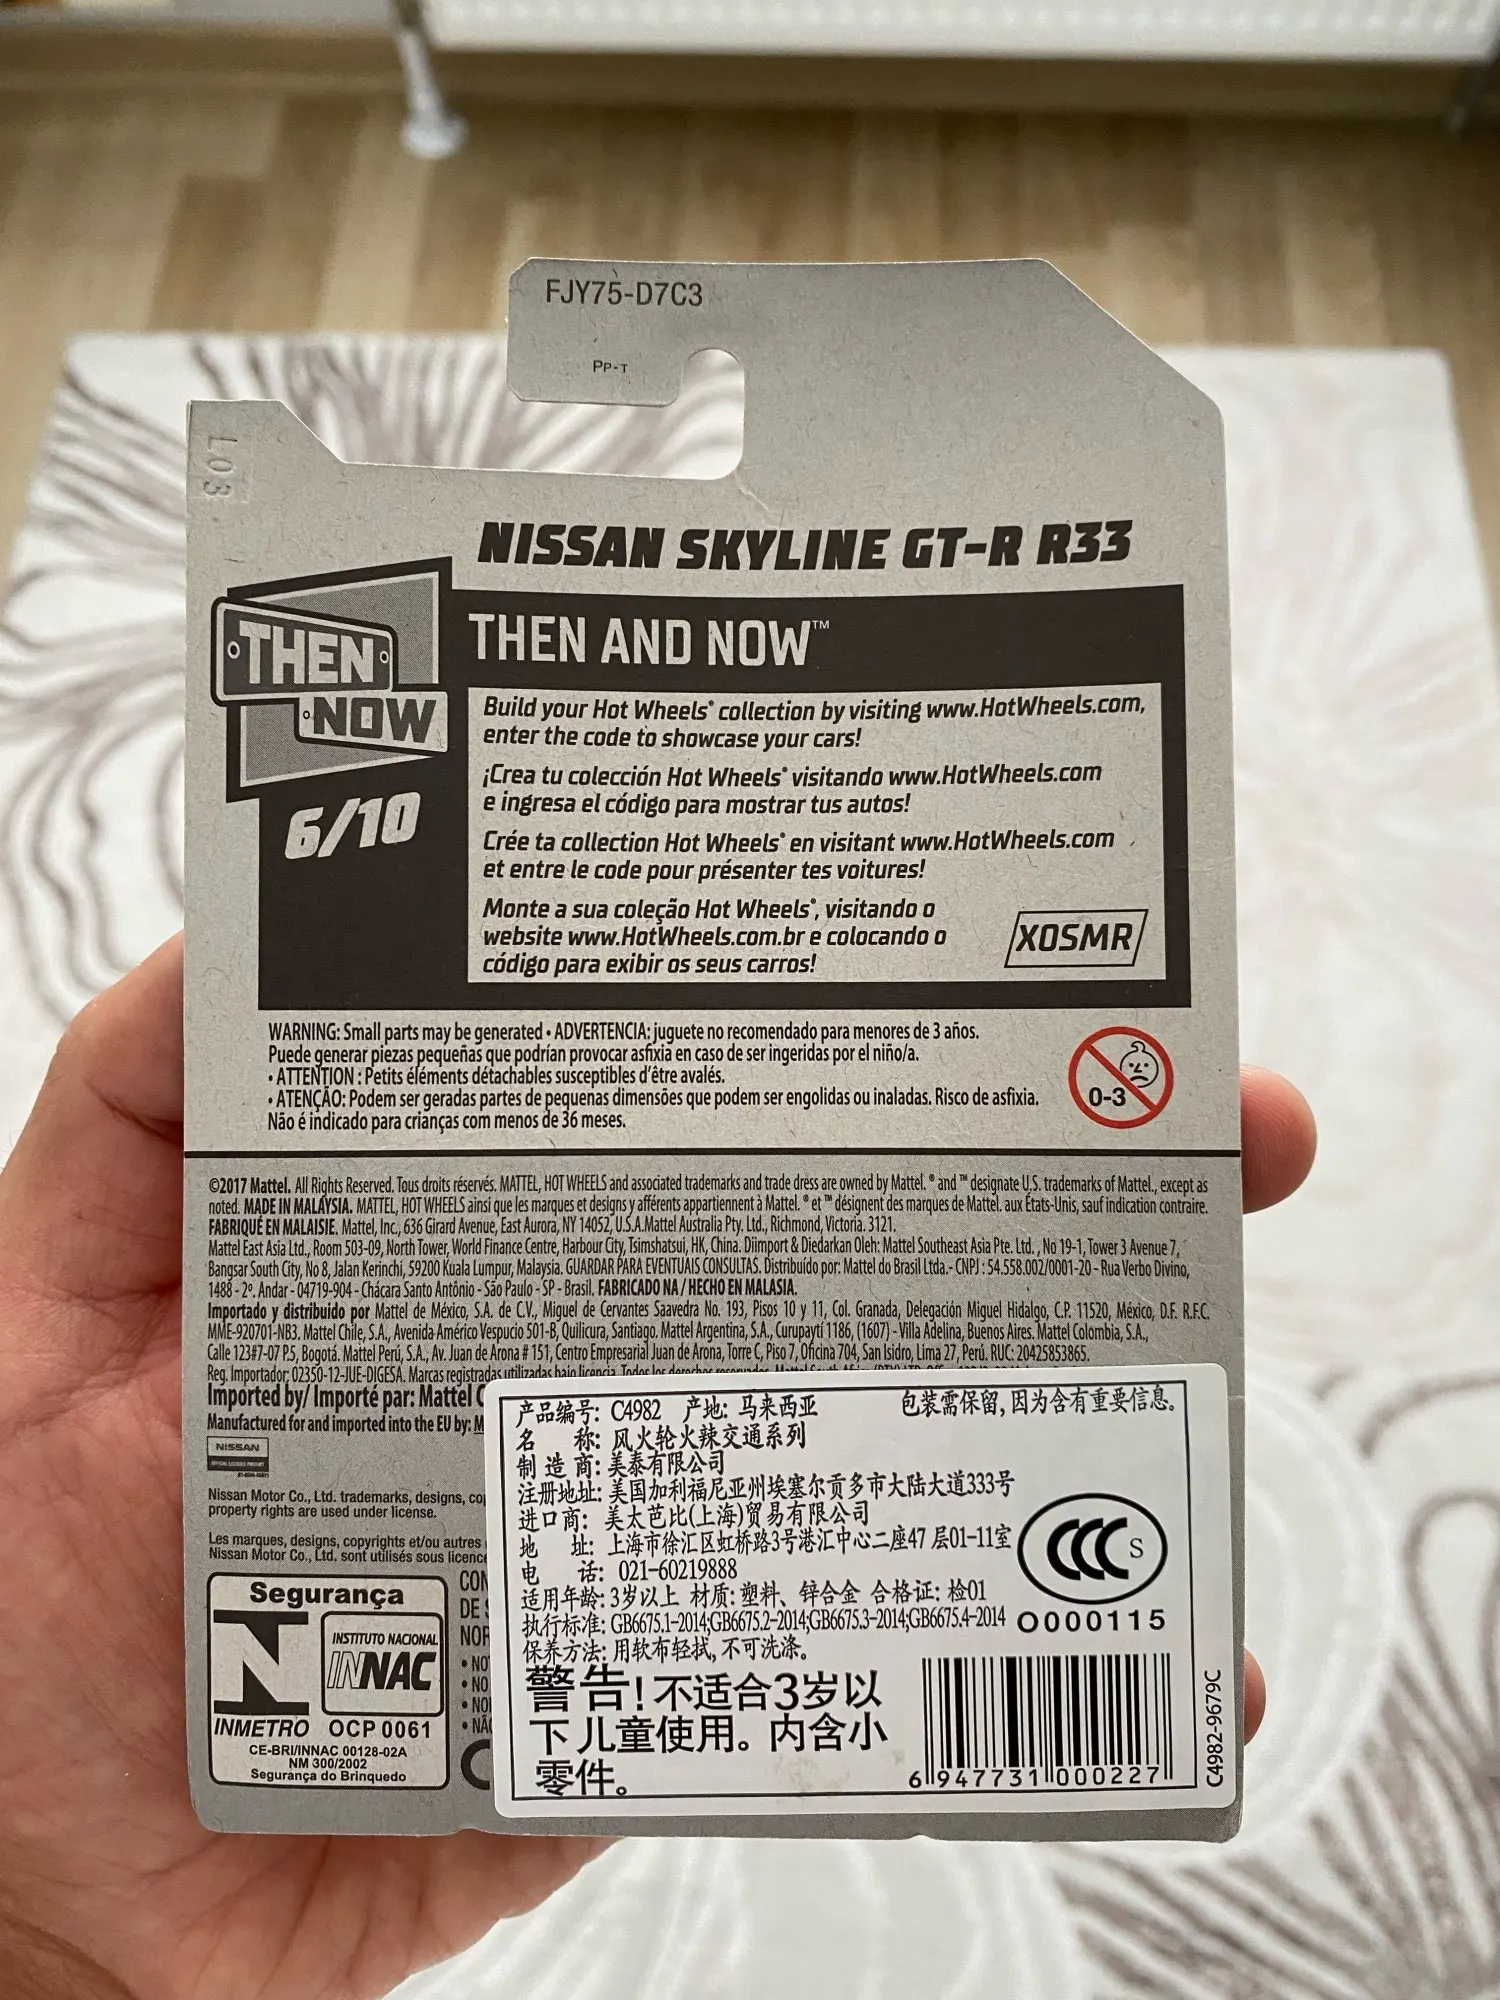 FJY75-D7C3
PP-T
L03
NISSAN SKYLINE GT-R R33
THEN
NOW
6/10
THEN AND NOW™
Build your Hot Wheels® collection by visiting www.HotWheels.com,
enter the code to showcase your cars!
¡Crea tu colección Hot Wheels® visitando www.HotWheels.com
e ingresa el código para mostrar tus autos!
Crée ta collection Hot Wheels® en visitant www.HotWheels.com
et entre le code pour présenter tes voitures!
Monte a sua coleção Hot Wheels®, visitando o
website www.HotWheels.com.br e colocando o
código para exibir os seus carros!
XOSMR
WARNING: Small parts may be generated • ADVERTENCIA: juguete no recomendado para menores de 3 años.
Puede generar piezas pequeñas que podrían provocar asfixia en caso de ser ingeridas por el niño/a.
• ATTENTION : Petits éléments détachables susceptibles d'être avalés.
• ATENÇÃO: Podem ser geradas partes de pequenas dimensões que podem ser engolidas ou inaladas. Risco de asfixia.
Não é indicado para crianças com menos de 36 meses.
0-3
©2017 Mattel. All Rights Reserved. Tous droits réservés. MATTEL, HOT WHEELS and associated trademarks and trade dress are owned by Mattel. ® and ™ designate U.S. trademarks of Mattel., except as
noted. MADE IN MALAYSIA. MATTEL, HOT WHEELS ainsi que les marques et designs y afférents appartiennent à Mattel. ® et ™ désignent des marques de Mattel. aux États-Unis, sauf indication contraire.
FABRIQUÉ EN MALAISIE. Mattel, Inc., 636 Girard Avenue, East Aurora, NY 14052, U.S.A.Mattel Australia Pty. Ltd., Richmond, Victoria. 3121.
Mattel East Asia Ltd., Room 503-09, North Tower, World Finance Centre, Harbour City, Tsimshatsui, HK, China. Diimport & Diedarkan Oleh: Mattel Southeast Asia Pte. Ltd. , No 19-1, Tower 3 Avenue 7,
Bangsar South City, No 8, Jalan Kerinchi, 59200 Kuala Lumpur, Malaysia. GUARDAR PARA EVENTUAIS CONSULTAS. Distribuído por: Mattel do Brasil Ltda.- CNPJ : 54.558.002/0001-20 - Rua Verbo Divino,
1488 - 2º. Andar - 04719-904 - Chácara Santo Antônio - São Paulo - SP - Brasil. FABRICADO NA / HECHO EN MALASIA.
Importado y distribuido por Mattel de México, S.A. de C.V., Miguel de Cervantes Saavedra No. 193, Pisos 10 y 11, Col. Granada, Delegación Miguel Hidalgo, C.P. 11520, México, D.F. R.F.C.
MME-920701-NB3. Mattel Chile, S.A., Avenida Américo Vespucio 501-B, Quilicura, Santiago. Mattel Argentina, S.A., Curupaytí 1186, (1607) - Villa Adelina, Buenos Aires. Mattel Colombia, S.A.,
Calle 123#7-07 P.5, Bogotá. Mattel Perú, S.A., Av. Juan de Arona # 151, Centro Empresarial Juan de Arona, Torre C, Piso 7, Oficina 704, San Isidro, Lima 27, Perú. RUC: 20425853865.
Reg. Importador: 02350-12-JUE-DIGESA. Marcas registradas utilizadas bajo licencia. Todos los derechos reservados.
Imported by/ Importé par: Mattel C
Manufactured for and imported into the EU by: M
NISSAN
Nissan Motor Co., Ltd. trademarks, designs, cop
property rights are used under license.
Les marques, designs, copyrights et/ou autres
Nissan Motor Co., Ltd. sont utilisés sous licence
Segurança
INSTITUTO NACIONAL
INNAC
INMETRO OCP 0061
CE-BRI/INNAC 00128-02A
NM 300/2002
Segurança do Brinquedo
CON
DE
NOR
• NO
• NO
• NO
• NÃ
产品编号: C4982 产地: 马来西亚 包装需保留,因为含有重要信息。
名 称: 风火轮火辣交通系列
制造商: 美泰有限公司
注册地址: 美国加利福尼亚州埃塞尔贡多市大陆大道333号
进口商: 美太芭比(上海)贸易有限公司
地 址: 上海市徐汇区虹桥路3号港汇中心二座47层01-11室
电 话: 021-60219888
适用年龄: 3岁以上 材质: 塑料、锌合金 合格证: 检01
执行标准: GB6675.1-2014;GB6675.2-2014;GB6675.3-2014;GB6675.4-2014
保养方法: 用软布轻拭,不可洗涤。
CCC S
0000115
警告!不适合3岁以
下儿童使用。内含小
零件。
6 947731 000227
C4982-9679C